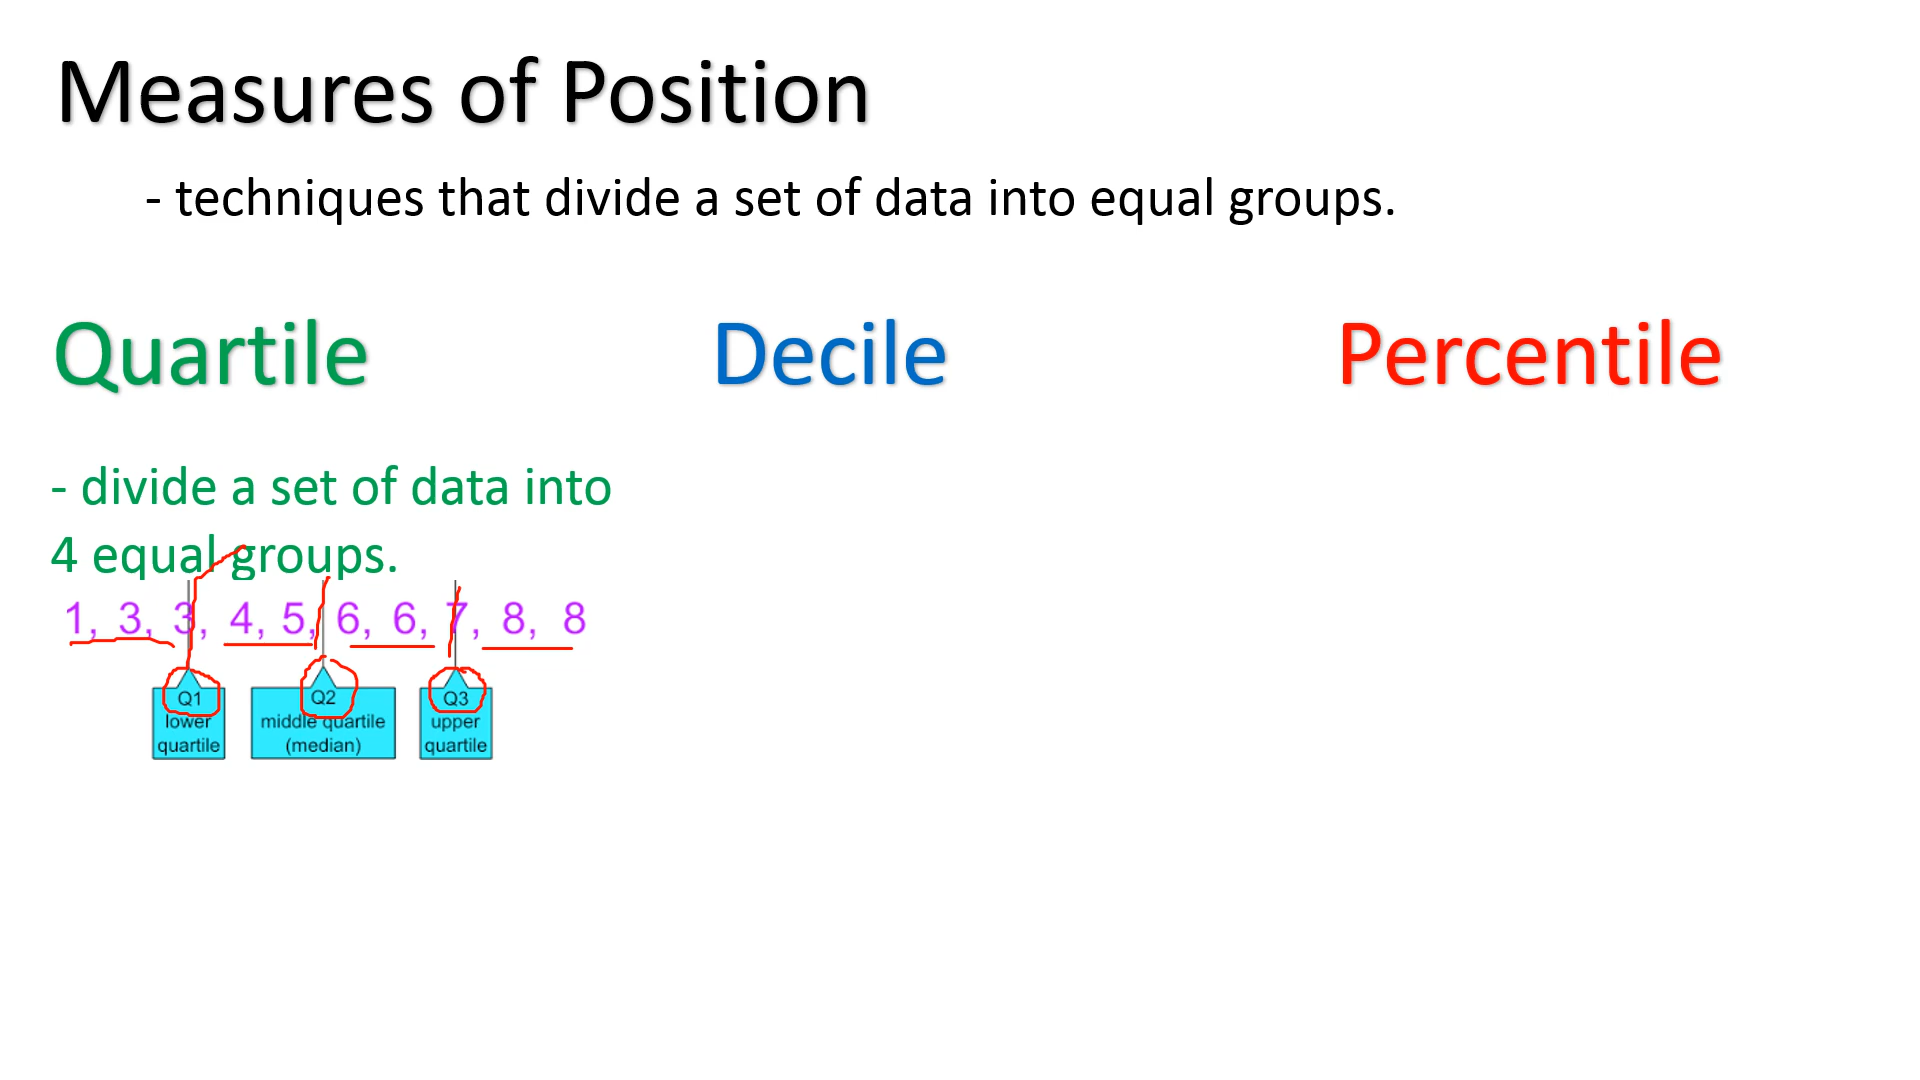 Measures of Position
- techniques that divide a set of data into equal groups.
Quartile Decile Percentile
- divide a set of data into
4 equal groups.
1, 3, 3, 4, 5, 6, 6, 7, 8, 8
Q1 Q2 Q3
lower middle quartile upper
quartile (median) quartile